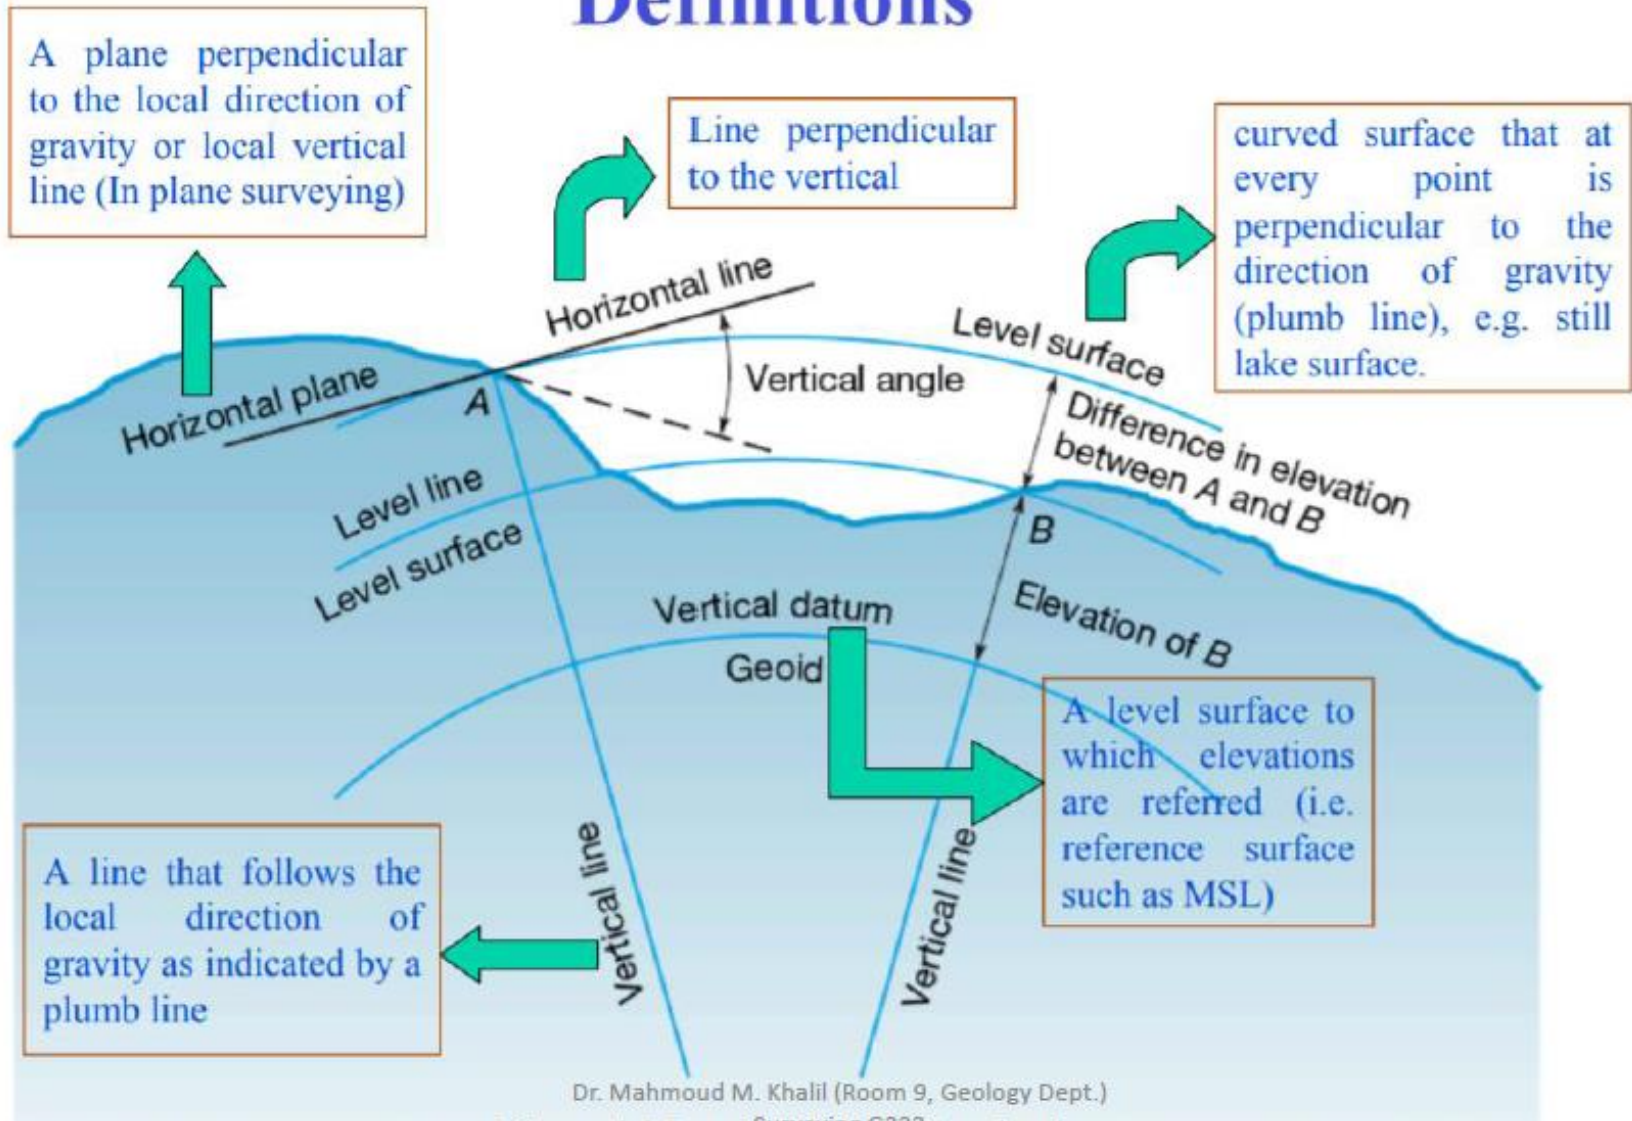 Definitions
A plane perpendicular
to the local direction of
gravity or local vertical
line (In plane surveying)
Line perpendicular
to the vertical
curved surface that at
every point is
perpendicular to the
direction of gravity
(plumb line), e.g. still
lake surface.
Horizontal line
Level surface
Vertical angle
Horizontal plane
A
Difference in elevation
between A and B
Level line
Level surface
B
Vertical datum
Geoid
Elevation of B
A level surface to
which elevations
are referred (i.e.
reference surface
such as MSL)
A line that follows the
local direction of
gravity as indicated by a
plumb line
Vertical line
Vertical line
Dr. Mahmoud M. Khalil (Room 9, Geology Dept.)